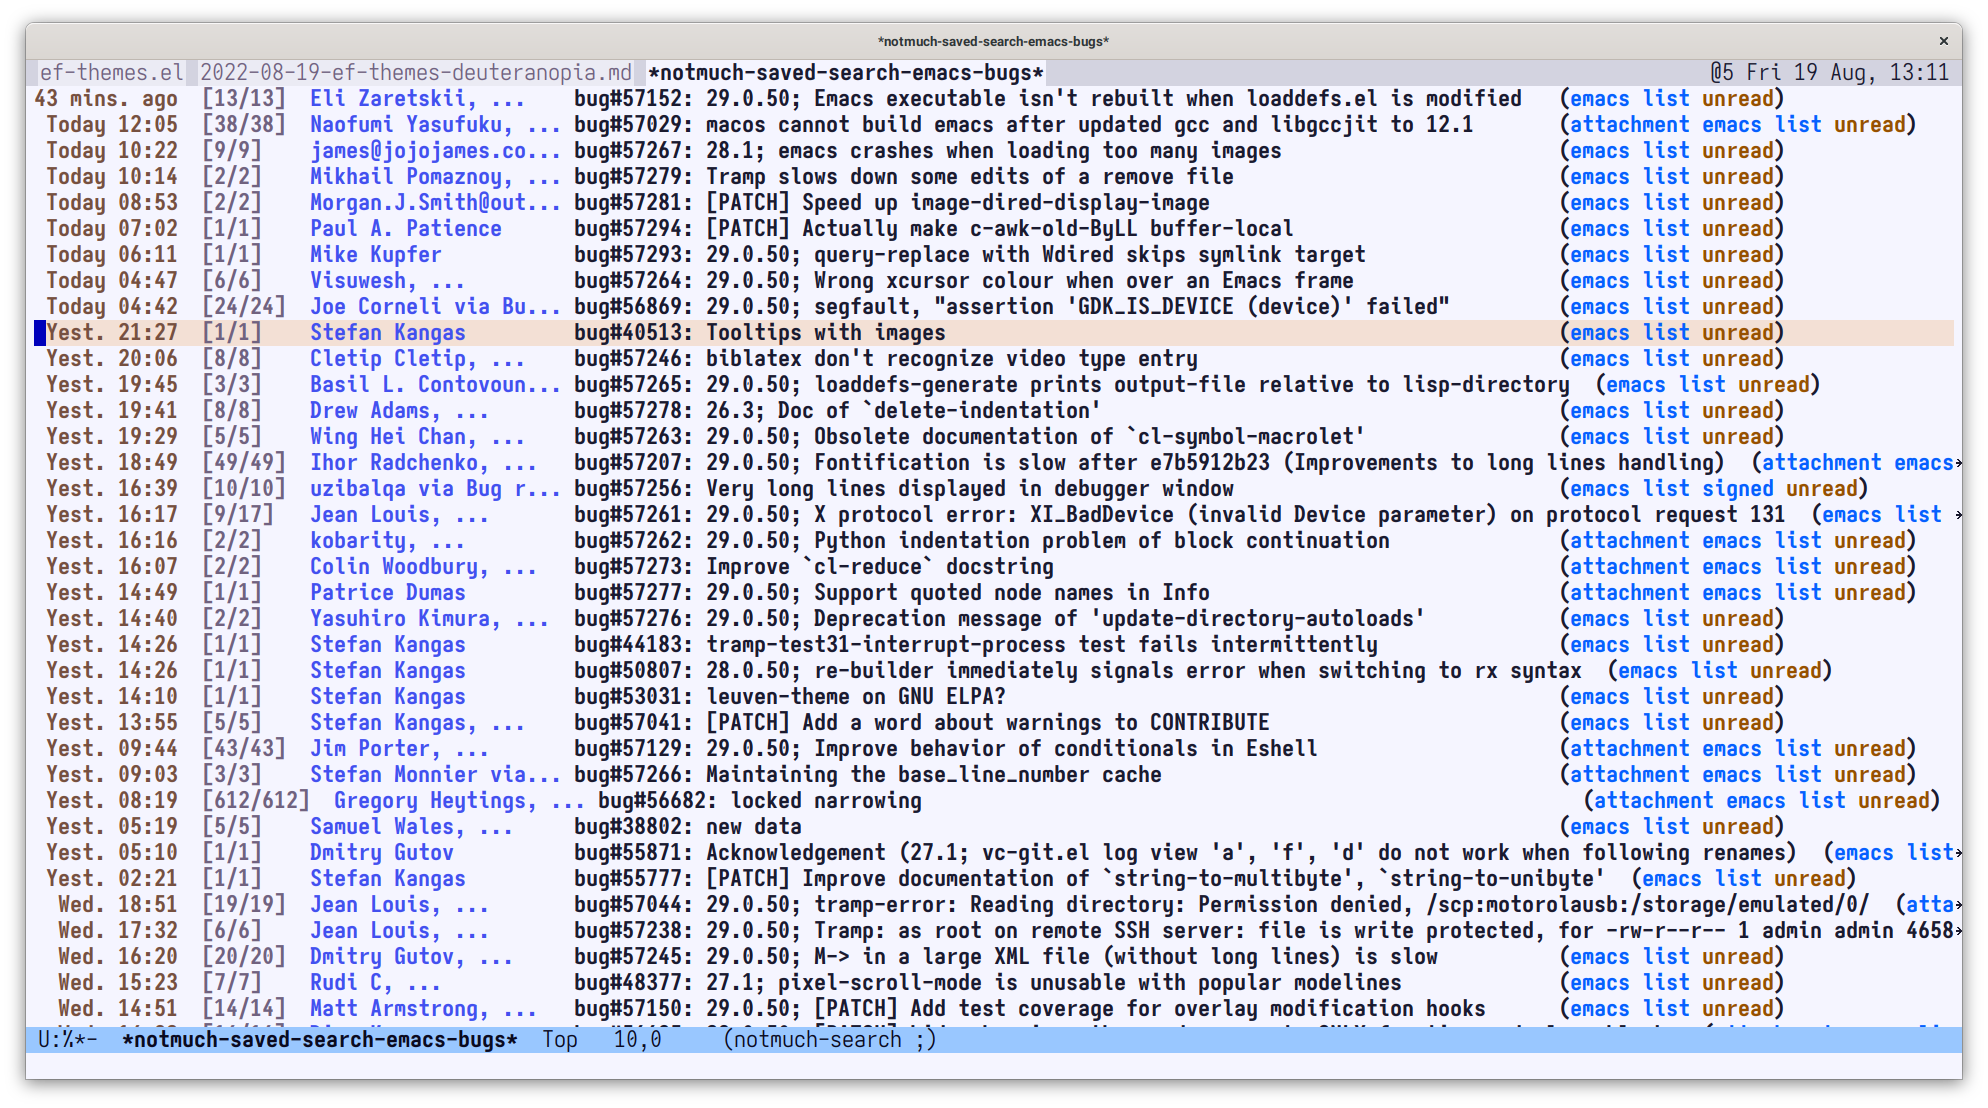 *notmuch-saved-search-emacs-bugs* ×
ef-themes.el 2022-08-19-ef-themes-deuteranopia.md *notmuch-saved-search-emacs-bugs* @5 Fri 19 Aug, 13:11
43 mins. ago [13/13] Eli Zaretskii, ... bug#57152: 29.0.50; Emacs executable isn't rebuilt when loaddefs.el is modified (emacs list unread)
Today 12:05 [38/38] Naofumi Yasufuku, ... bug#57029: macos cannot build emacs after updated gcc and libgccjit to 12.1 (attachment emacs list unread)
Today 10:22 [9/9] james@jojojames.co... bug#57267: 28.1; emacs crashes when loading too many images (emacs list unread)
Today 10:14 [2/2] Mikhail Pomaznoy, ... bug#57279: Tramp slows down some edits of a remove file (emacs list unread)
Today 08:53 [2/2] Morgan.J.Smith@out... bug#57281: [PATCH] Speed up image-dired-display-image (emacs list unread)
Today 07:02 [1/1] Paul A. Patience bug#57294: [PATCH] Actually make c-awk-old-ByLL buffer-local (emacs list unread)
Today 06:11 [1/1] Mike Kupfer bug#57293: 29.0.50; query-replace with Wdired skips symlink target (emacs list unread)
Today 04:47 [6/6] Visuwesh, ... bug#57264: 29.0.50; Wrong xcursor colour when over an Emacs frame (emacs list unread)
Today 04:42 [24/24] Joe Corneli via Bu... bug#56869: 29.0.50; segfault, "assertion 'GDK_IS_DEVICE (device)' failed" (emacs list unread)
Yest. 21:27 [1/1] Stefan Kangas bug#40513: Tooltips with images (emacs list unread)
Yest. 20:06 [8/8] Cletip Cletip, ... bug#57246: biblatex don't recognize video type entry (emacs list unread)
Yest. 19:45 [3/3] Basil L. Contovoun... bug#57265: 29.0.50; loaddefs-generate prints output-file relative to lisp-directory (emacs list unread)
Yest. 19:41 [8/8] Drew Adams, ... bug#57278: 26.3; Doc of `delete-indentation' (emacs list unread)
Yest. 19:29 [5/5] Wing Hei Chan, ... bug#57263: 29.0.50; Obsolete documentation of `cl-symbol-macrolet' (emacs list unread)
Yest. 18:49 [49/49] Ihor Radchenko, ... bug#57207: 29.0.50; Fontification is slow after e7b5912b23 (Improvements to long lines handling) (attachment emacs→
Yest. 16:39 [10/10] uzibalqa via Bug r... bug#57256: Very long lines displayed in debugger window (emacs list signed unread)
Yest. 16:17 [9/17] Jean Louis, ... bug#57261: 29.0.50; X protocol error: XI_BadDevice (invalid Device parameter) on protocol request 131 (emacs list →
Yest. 16:16 [2/2] kobarity, ... bug#57262: 29.0.50; Python indentation problem of block continuation (attachment emacs list unread)
Yest. 16:07 [2/2] Colin Woodbury, ... bug#57273: Improve `cl-reduce` docstring (attachment emacs list unread)
Yest. 14:49 [1/1] Patrice Dumas bug#57277: 29.0.50; Support quoted node names in Info (attachment emacs list unread)
Yest. 14:40 [2/2] Yasuhiro Kimura, ... bug#57276: 29.0.50; Deprecation message of 'update-directory-autoloads' (emacs list unread)
Yest. 14:26 [1/1] Stefan Kangas bug#44183: tramp-test31-interrupt-process test fails intermittently (emacs list unread)
Yest. 14:26 [1/1] Stefan Kangas bug#50807: 28.0.50; re-builder immediately signals error when switching to rx syntax (emacs list unread)
Yest. 14:10 [1/1] Stefan Kangas bug#53031: leuven-theme on GNU ELPA? (emacs list unread)
Yest. 13:55 [5/5] Stefan Kangas, ... bug#57041: [PATCH] Add a word about warnings to CONTRIBUTE (emacs list unread)
Yest. 09:44 [43/43] Jim Porter, ... bug#57129: 29.0.50; Improve behavior of conditionals in Eshell (attachment emacs list unread)
Yest. 09:03 [3/3] Stefan Monnier via... bug#57266: Maintaining the base_line_number cache (attachment emacs list unread)
Yest. 08:19 [612/612] Gregory Heytings, ... bug#56682: locked narrowing (attachment emacs list unread)
Yest. 05:19 [5/5] Samuel Wales, ... bug#38802: new data (emacs list unread)
Yest. 05:10 [1/1] Dmitry Gutov bug#55871: Acknowledgement (27.1; vc-git.el log view 'a', 'f', 'd' do not work when following renames) (emacs list→
Yest. 02:21 [1/1] Stefan Kangas bug#55777: [PATCH] Improve documentation of `string-to-multibyte', `string-to-unibyte' (emacs list unread)
Wed. 18:51 [19/19] Jean Louis, ... bug#57044: 29.0.50; tramp-error: Reading directory: Permission denied, /scp:motorolausb:/storage/emulated/0/ (atta→
Wed. 17:32 [6/6] Jean Louis, ... bug#57238: 29.0.50; Tramp: as root on remote SSH server: file is write protected, for -rw-r--r-- 1 admin admin 4658→
Wed. 16:20 [20/20] Dmitry Gutov, ... bug#57245: 29.0.50; M-> in a large XML file (without long lines) is slow (emacs list unread)
Wed. 15:23 [7/7] Rudi C, ... bug#48377: 27.1; pixel-scroll-mode is unusable with popular modelines (emacs list unread)
Wed. 14:51 [14/14] Matt Armstrong, ... bug#57150: 29.0.50; [PATCH] Add test coverage for overlay modification hooks (emacs list unread)
U:%*- *notmuch-saved-search-emacs-bugs* Top 10,0 (notmuch-search ;)